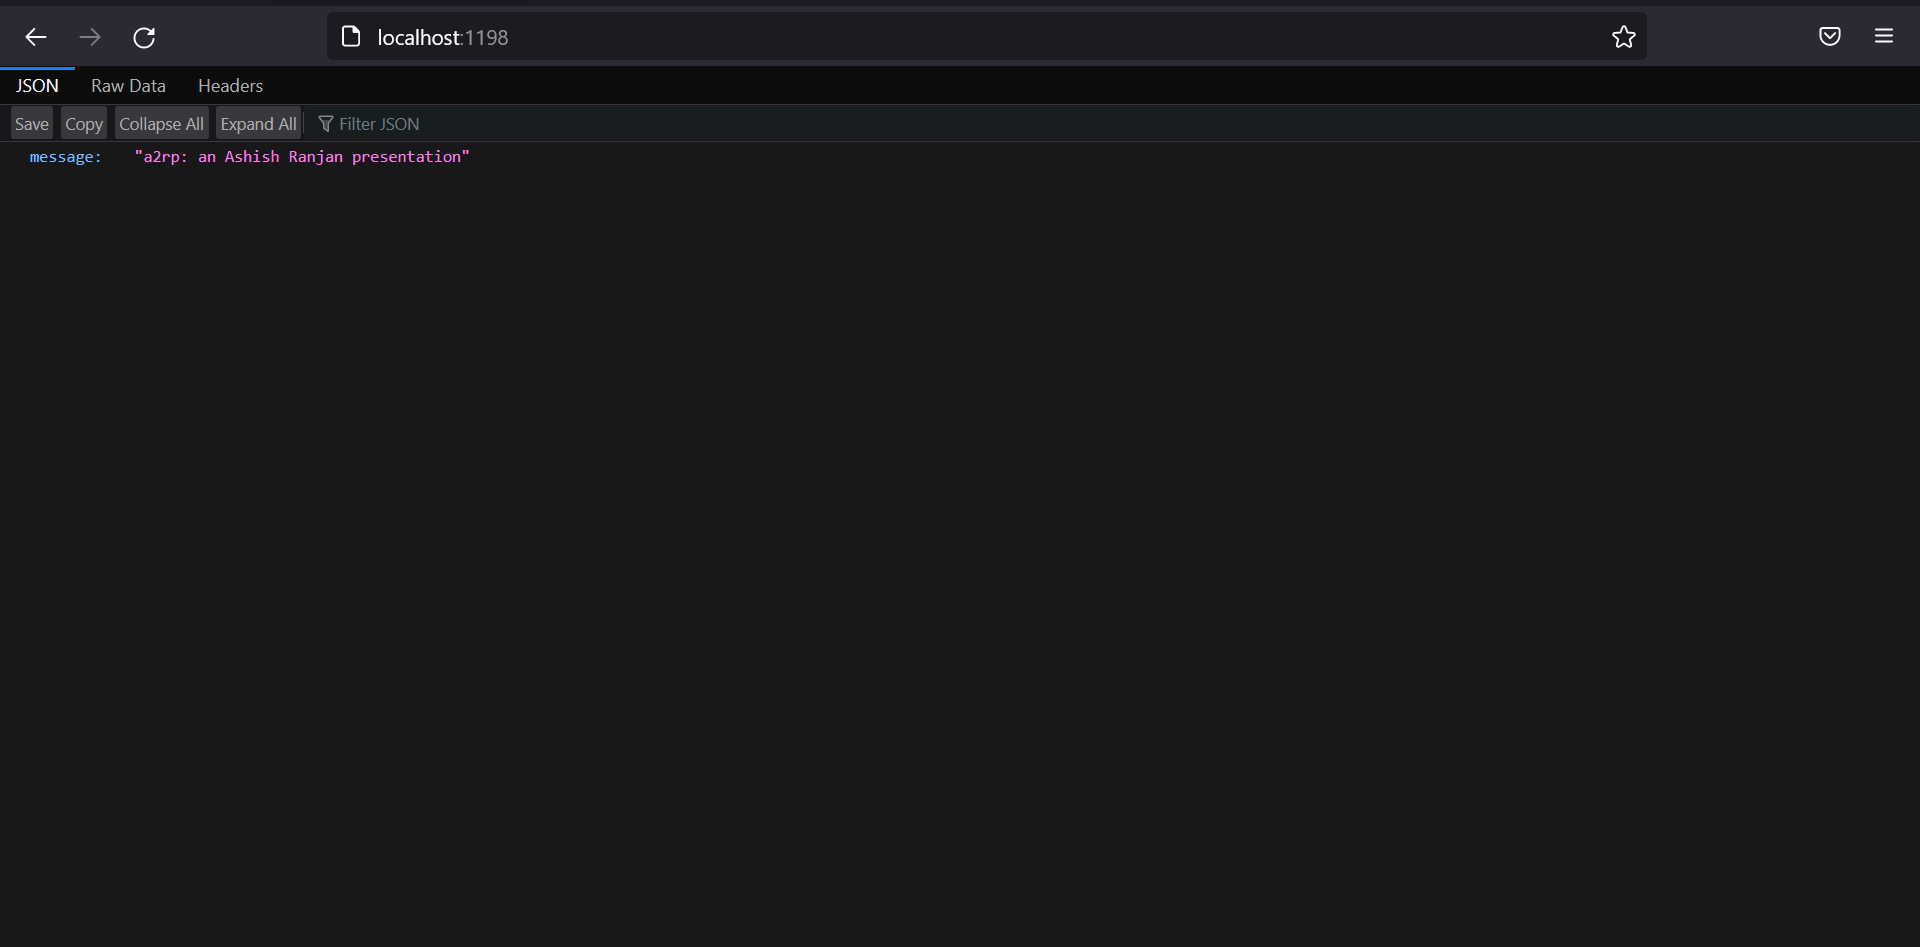 localhost:1198
JSON Raw Data Headers
Save Copy Collapse All Expand All Filter JSON
message: "a2rp: an Ashish Ranjan presentation"